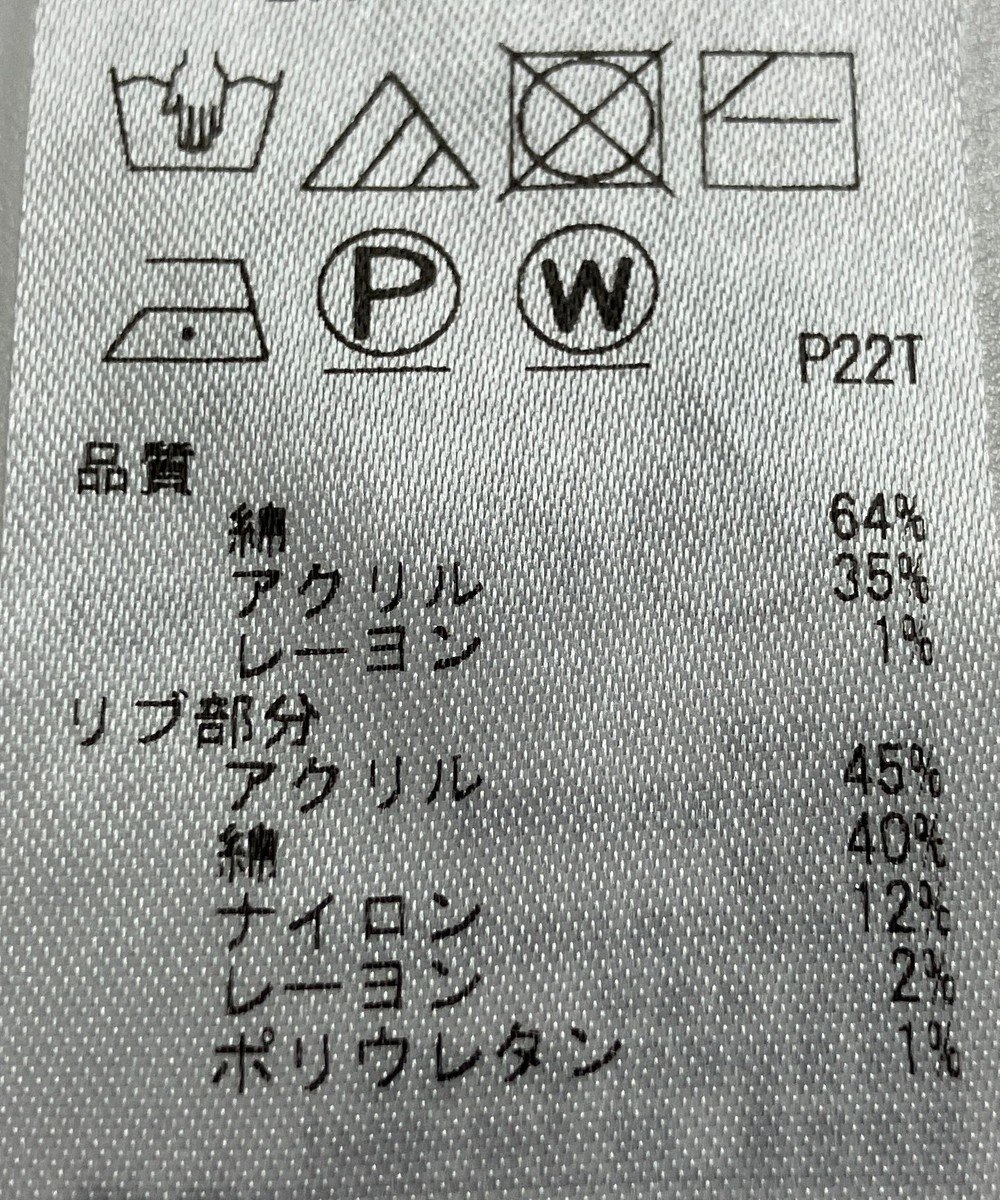 P
W
P22T
品質
綿 64%
アクリル 35%
レーヨン 1%
リブ部分
アクリル 45%
綿 40%
ナイロン 12%
レーヨン 2%
ポリウレタン 1%